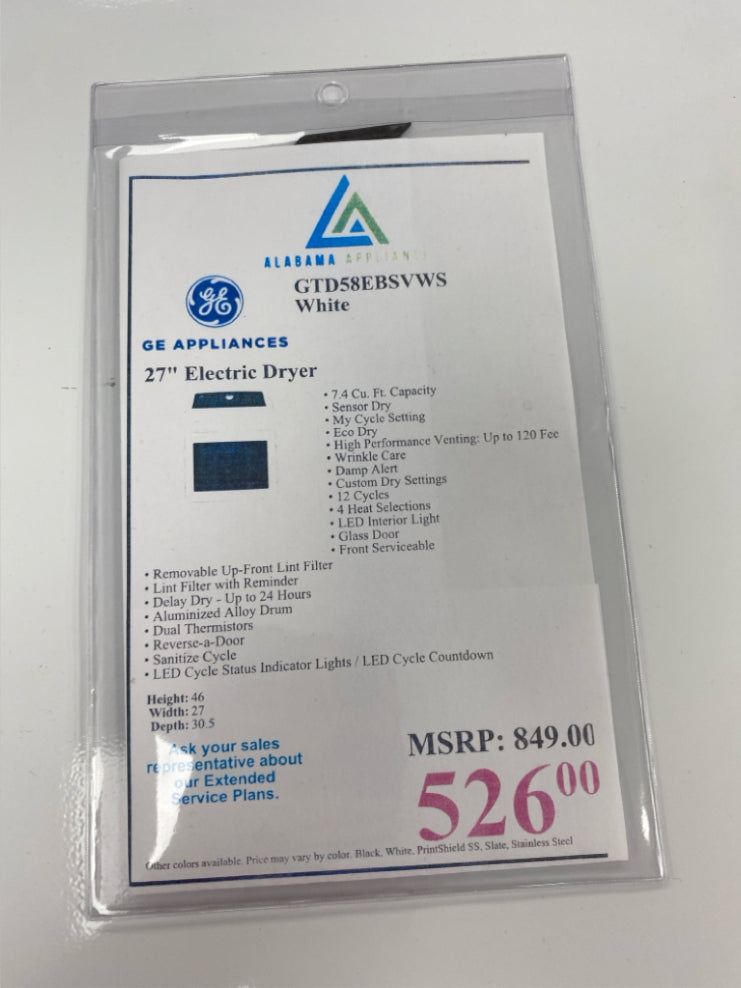 ALABAMA APPLIANCE
GTD58EBSVWS
White
GE
GE APPLIANCES
27" Electric Dryer
• 7.4 Cu. Ft. Capacity
• Sensor Dry
• My Cycle Setting
• Eco Dry
• High Performance Venting: Up to 120 Fee
• Wrinkle Care
• Damp Alert
• Custom Dry Settings
• 12 Cycles
• 4 Heat Selections
• LED Interior Light
• Glass Door
• Front Serviceable
• Removable Up-Front Lint Filter
• Lint Filter with Reminder
• Delay Dry - Up to 24 Hours
• Aluminized Alloy Drum
• Dual Thermistors
• Reverse-a-Door
• Sanitize Cycle
• LED Cycle Status Indicator Lights / LED Cycle Countdown
Height: 46
Width: 27
Depth: 30.5
Ask your sales
representative about
our Extended
Service Plans.
MSRP: 849.00
52600
Other colors available. Price may vary by color. Black, White, PrintShield SS, Slate, Stainless Steel